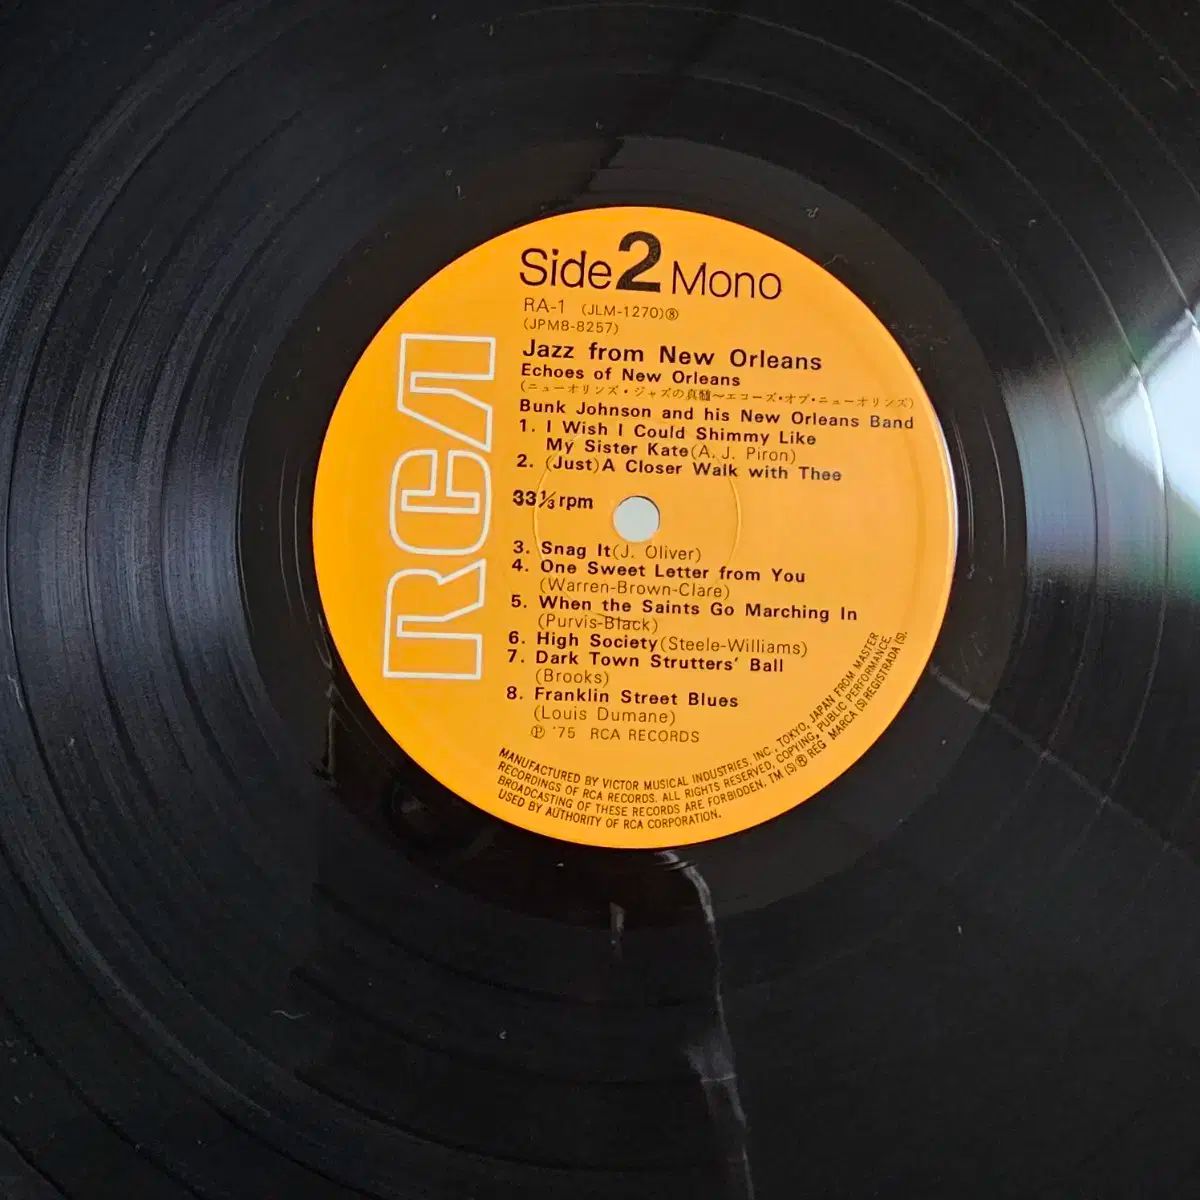 Side 2 Mono
RA-1 (JLM-1270)Ⓢ
(JPM8-8257)
Jazz from New Orleans
Echoes of New Orleans
(ニューオリンズ・ジャズの真髄〜エコーズ・オブ・ニューオリンズ)
Bunk Johnson and his New Orleans Band
1. I Wish I Could Shimmy Like
My Sister Kate(A. J. Piron)
2. (Just)A Closer Walk with Thee
33⅓rpm
3. Snag It(J. Oliver)
4. One Sweet Letter from You
(Warren-Brown-Clare)
5. When the Saints Go Marching In
(Purvis-Black)
6. High Society(Steele-Williams)
7. Dark Town Strutters' Ball
(Brooks)
8. Franklin Street Blues
(Louis Dumane)
℗ '75 RCA RECORDS
MANUFACTURED BY VICTOR MUSICAL INDUSTRIES, INC., TOKYO, JAPAN FROM MASTER
RECORDINGS OF RCA RECORDS. ALL RIGHTS RESERVED, COPYING, PUBLIC PERFORMANCE,
BROADCASTING OF THESE RECORDS ARE FORBIDDEN. TM (S) ® REG MARCA (S) REGISTRADA (S).
USED BY AUTHORITY OF RCA CORPORATION.
RCA